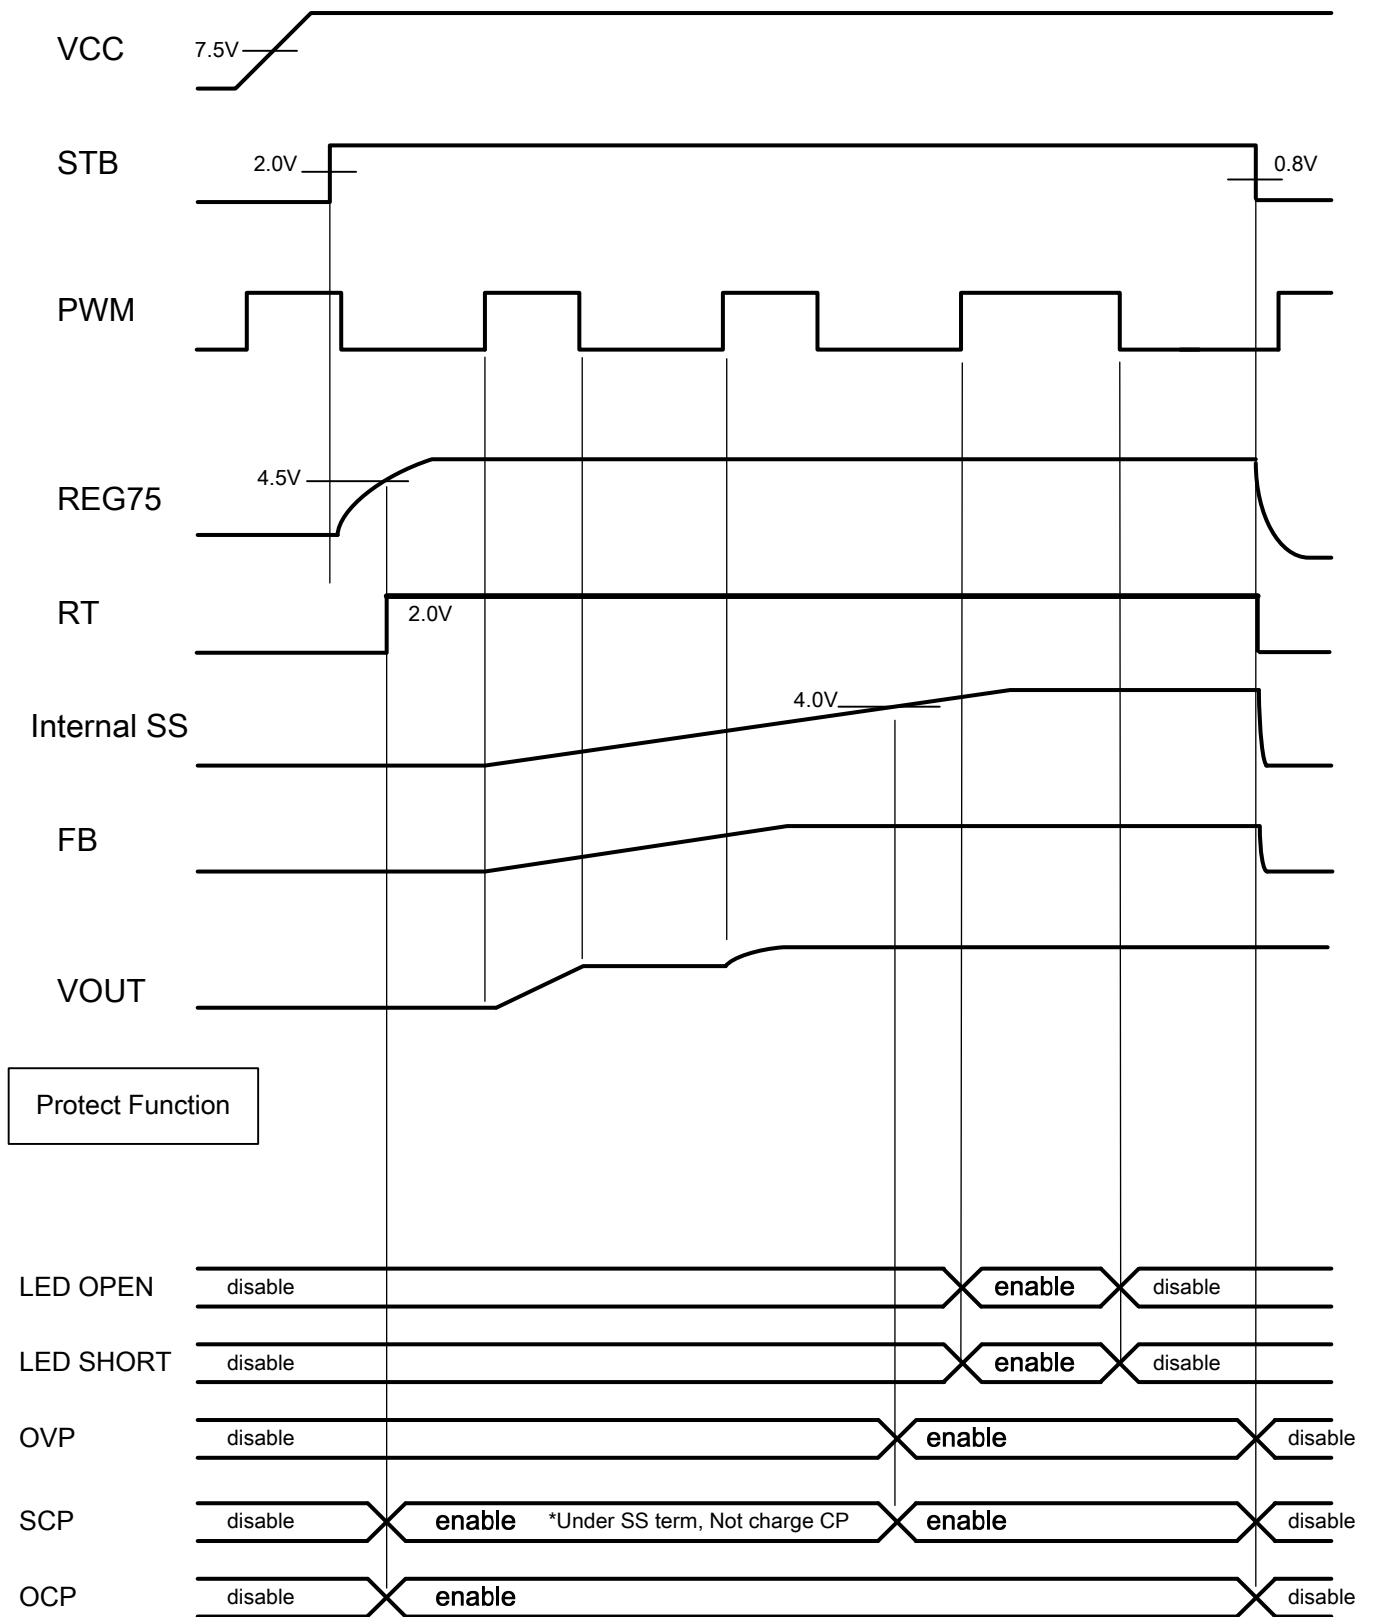 VCC
7.5V
STB
2.0V
0.8V
PWM
REG75
4.5V
RT
2.0V
Internal SS
4.0V
FB
VOUT
Protect Function
LED OPEN disable enable disable
LED SHORT disable enable disable
OVP disable enable disable
SCP disable enable *Under SS term, Not charge CP enable disable
OCP disable enable disable